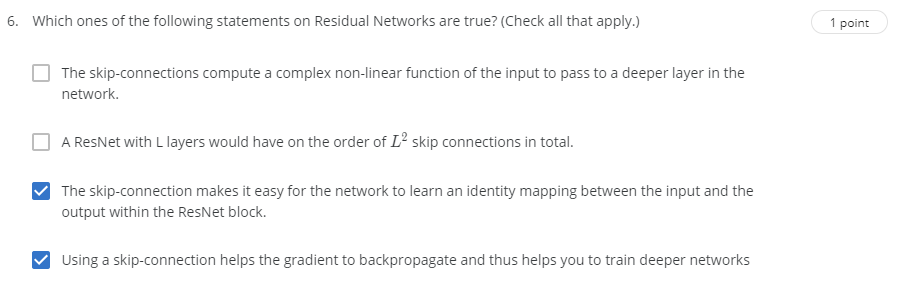 6. Which ones of the following statements on Residual Networks are true? (Check all that apply.)
1 point
The skip-connections compute a complex non-linear function of the input to pass to a deeper layer in the
network.
A ResNet with L layers would have on the order of L² skip connections in total.
The skip-connection makes it easy for the network to learn an identity mapping between the input and the
output within the ResNet block.
Using a skip-connection helps the gradient to backpropagate and thus helps you to train deeper networks